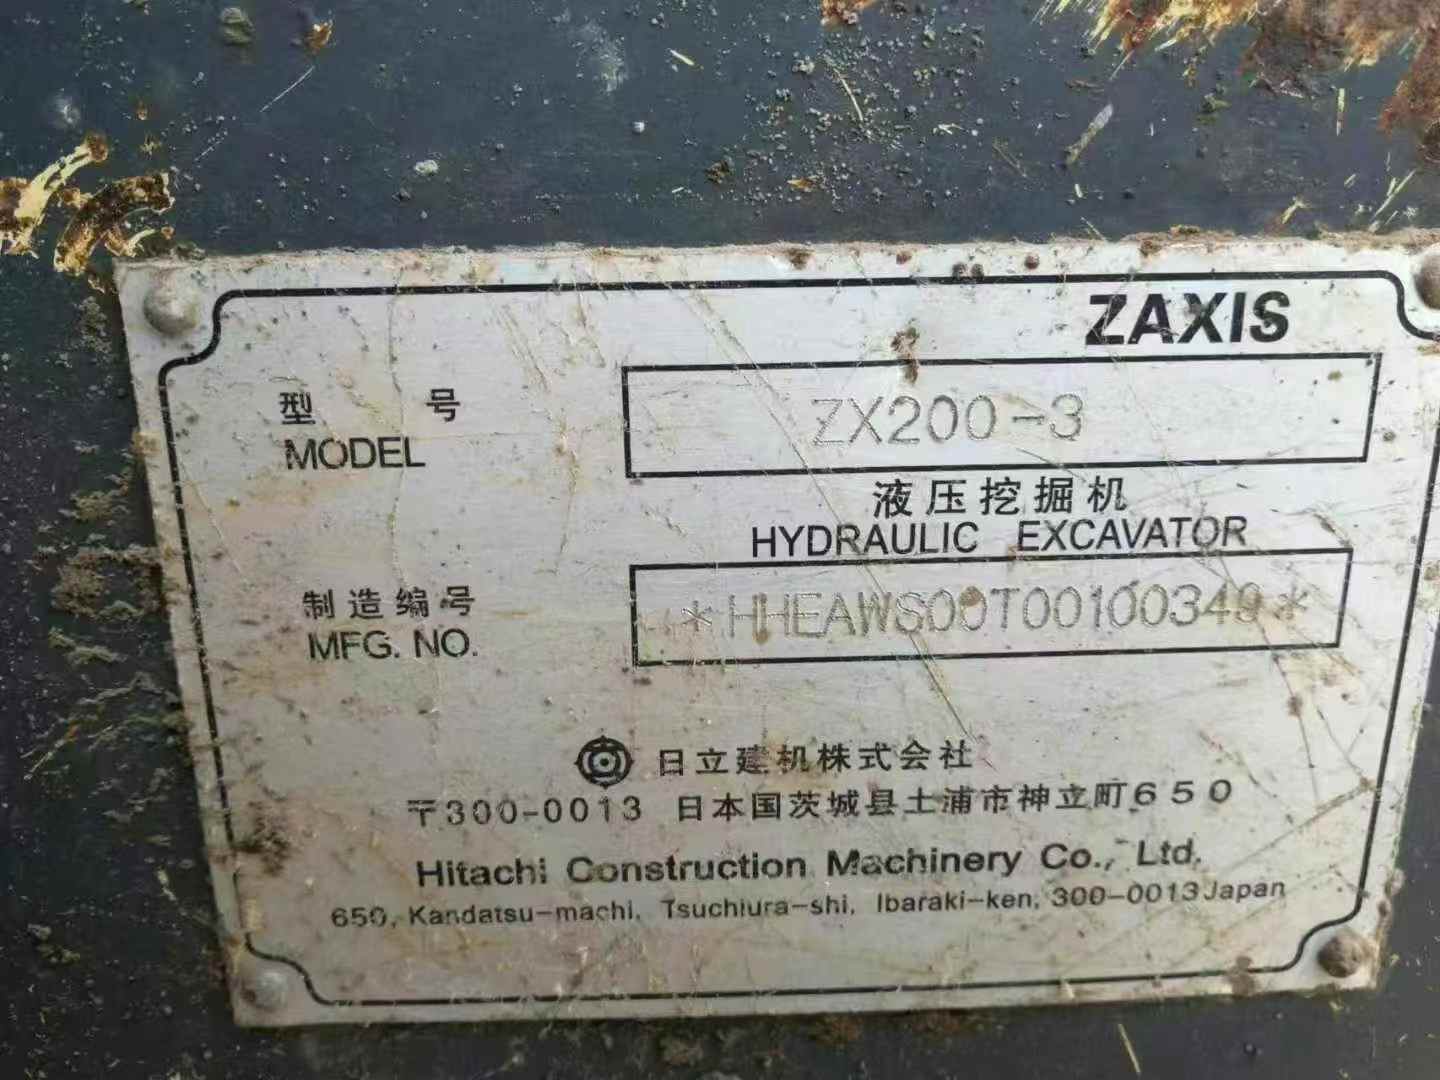 ZAXIS
型号 ZX200-3
MODEL
液压挖掘机
HYDRAULIC EXCAVATOR
制造编号 *HHEAWS00T00100340*
MFG. NO.
日立建机株式会社
〒300-0013 日本国茨城县土浦市神立町650
Hitachi Construction Machinery Co., Ltd.
650, Kandatsu-machi, Tsuchiura-shi, Ibaraki-ken, 300-0013 Japan